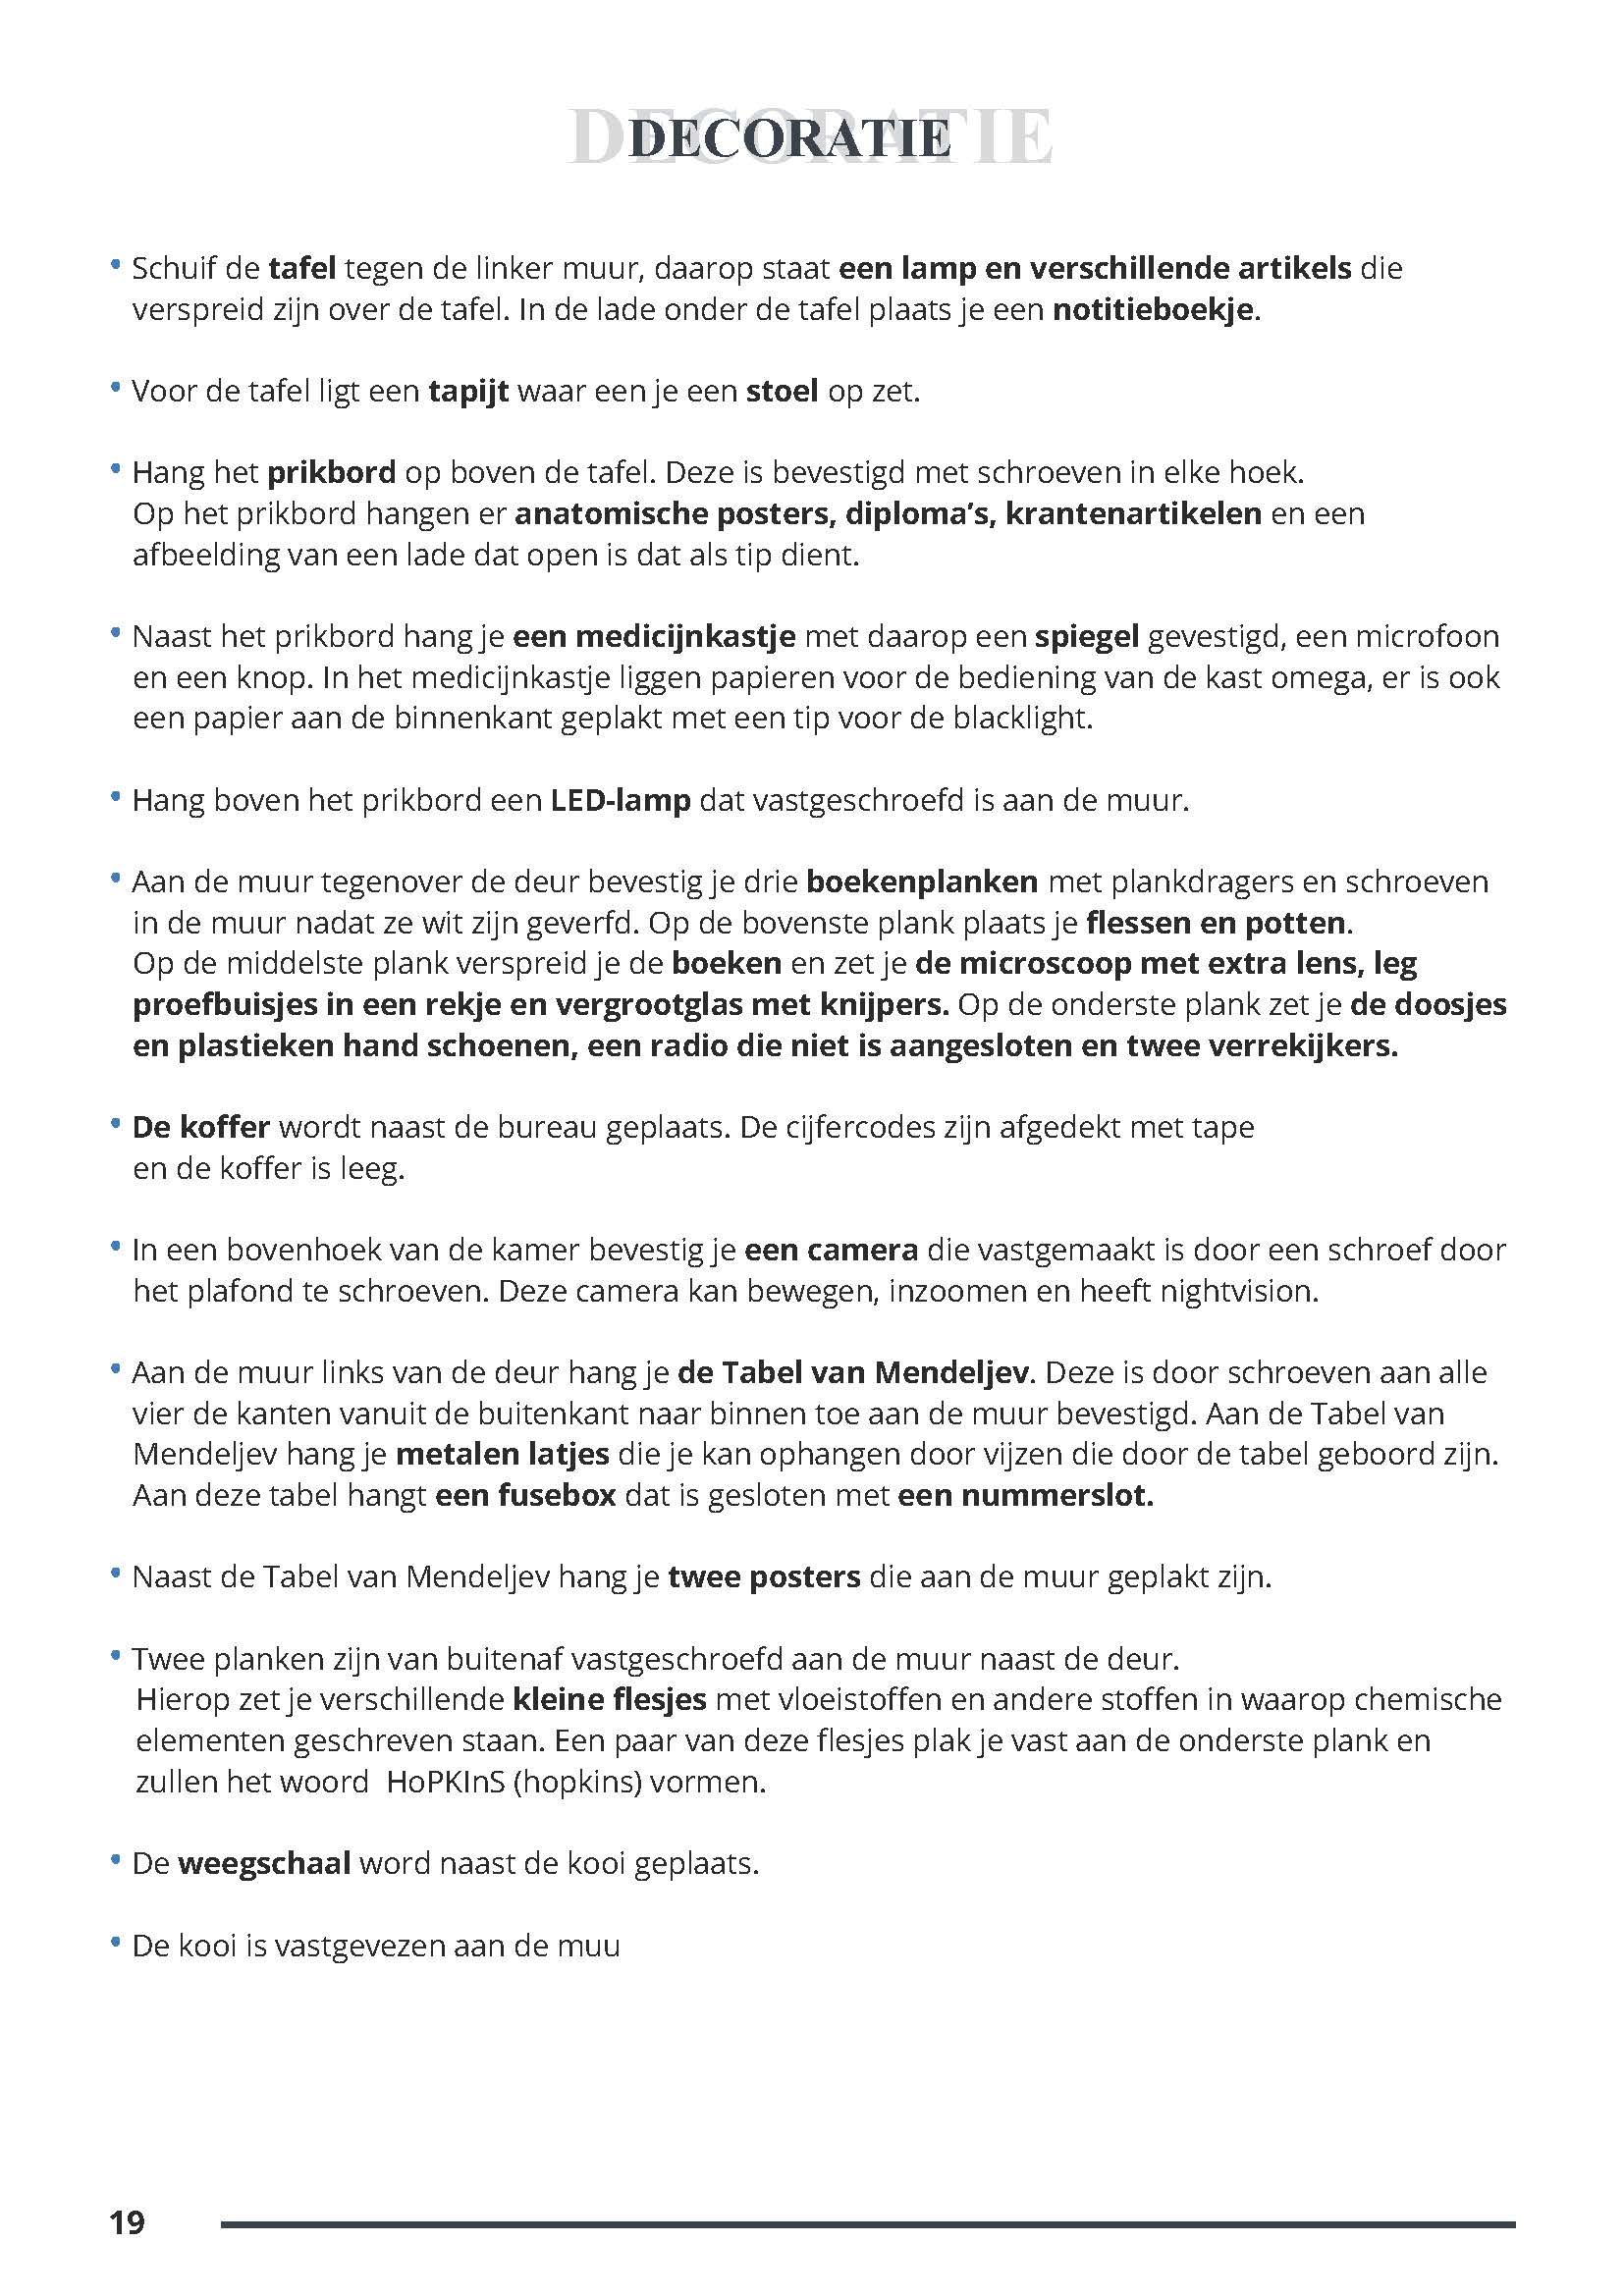 DECORATIE
• Schuif de tafel tegen de linker muur, daarop staat een lamp en verschillende artikels die
verspreid zijn over de tafel. In de lade onder de tafel plaats je een notitieboekje.
• Voor de tafel ligt een tapijt waar een je een stoel op zet.
• Hang het prikbord op boven de tafel. Deze is bevestigd met schroeven in elke hoek.
Op het prikbord hangen er anatomische posters, diploma’s, krantenartikelen en een
afbeelding van een lade dat open is dat als tip dient.
• Naast het prikbord hang je een medicijnkastje met daarop een spiegel gevestigd, een microfoon
en een knop. In het medicijnkastje liggen papieren voor de bediening van de kast omega, er is ook
een papier aan de binnenkant geplakt met een tip voor de blacklight.
• Hang boven het prikbord een LED-lamp dat vastgeschroefd is aan de muur.
• Aan de muur tegenover de deur bevestig je drie boekenplanken met plankdragers en schroeven
in de muur nadat ze wit zijn geverfd. Op de bovenste plank plaats je flessen en potten.
Op de middelste plank verspreid je de boeken en zet je de microscoop met extra lens, leg
proefbuisjes in een rekje en vergrootglas met knijpers. Op de onderste plank zet je de doosjes
en plastieken hand schoenen, een radio die niet is aangesloten en twee verrekijkers.
• De koffer wordt naast de bureau geplaats. De cijfercodes zijn afgedekt met tape
en de koffer is leeg.
• In een bovenhoek van de kamer bevestig je een camera die vastgemaakt is door een schroef door
het plafond te schroeven. Deze camera kan bewegen, inzoomen en heeft nightvision.
• Aan de muur links van de deur hang je de Tabel van Mendeljev. Deze is door schroeven aan alle
vier de kanten vanuit de buitenkant naar binnen toe aan de muur bevestigd. Aan de Tabel van
Mendeljev hang je metalen latjes die je kan ophangen door vijzen die door de tabel geboord zijn.
Aan deze tabel hangt een fusebox dat is gesloten met een nummerslot.
• Naast de Tabel van Mendeljev hang je twee posters die aan de muur geplakt zijn.
• Twee planken zijn van buitenaf vastgeschroefd aan de muur naast de deur.
Hierop zet je verschillende kleine flesjes met vloeistoffen en andere stoffen in waarop chemische
elementen geschreven staan. Een paar van deze flesjes plak je vast aan de onderste plank en
zullen het woord  HoPKInS (hopkins) vormen.
• De weegschaal word naast de kooi geplaats.
• De kooi is vastgevezen aan de muu
19